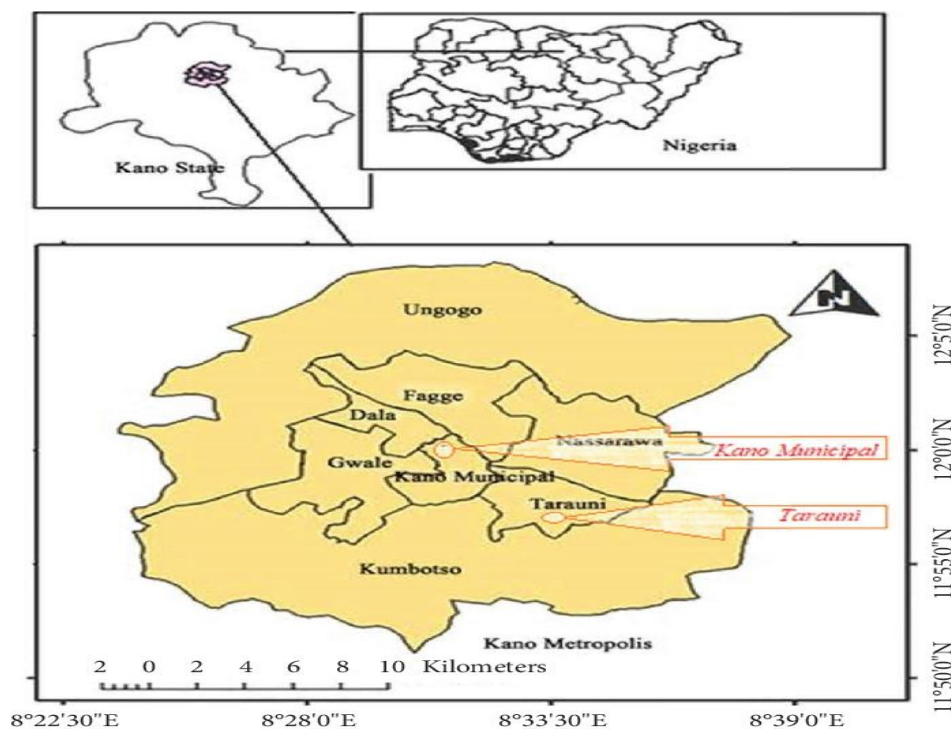 Kano State
Nigeria
N
Ungogo
Fagge
Dala
Nassarawa
Gwale
Kano Municipal
Kano Municipal
Tarauni
Tarauni
Kumbotso
Kano Metropolis
2 0 2 4 6 8 10 Kilometers
12°5'0"N
12°0'0"N
11°55'0"N
11°50'0"N
8°22'30"E 8°28'0"E 8°33'30"E 8°39'0"E